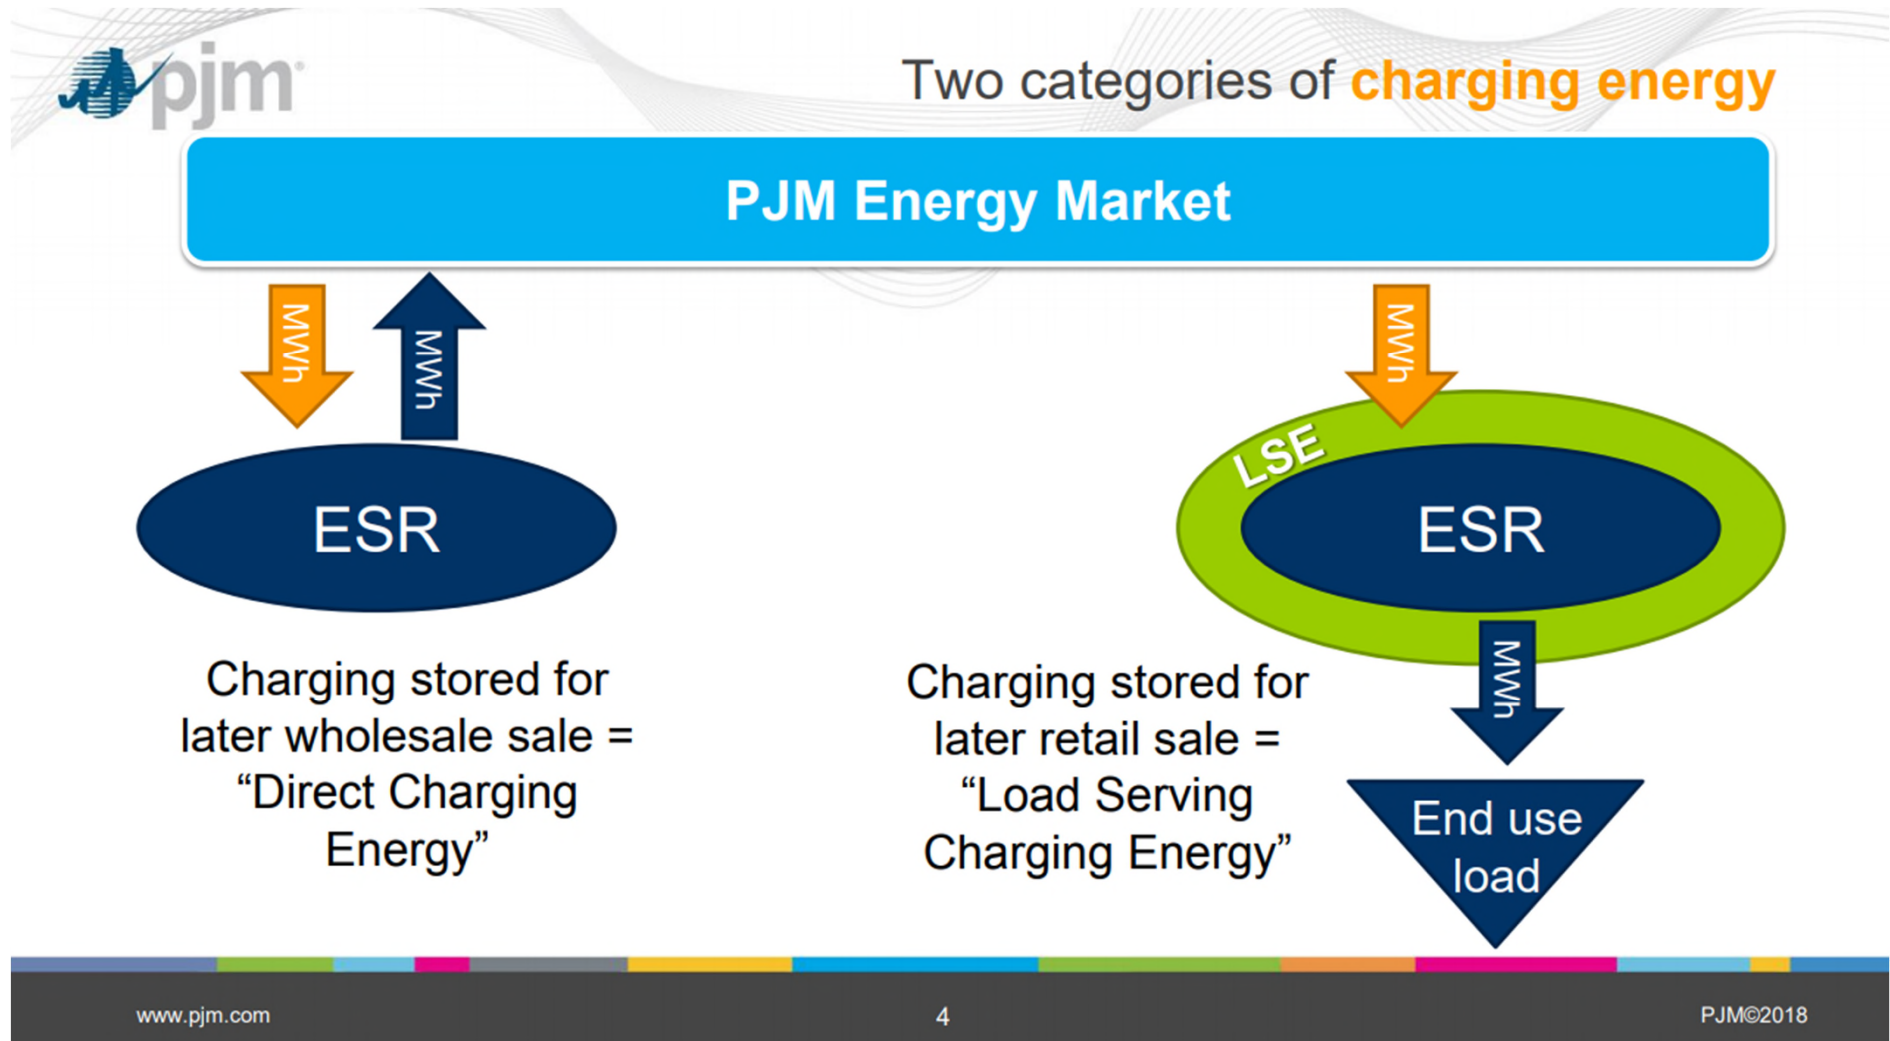 pjm
Two categories of charging energy
PJM Energy Market
MWh
MWh
MWh
LSE
ESR
ESR
MWh
Charging stored for
later wholesale sale =
“Direct Charging
Energy”
Charging stored for
later retail sale =
“Load Serving
Charging Energy”
End use
load
www.pjm.com
4
PJM©2018